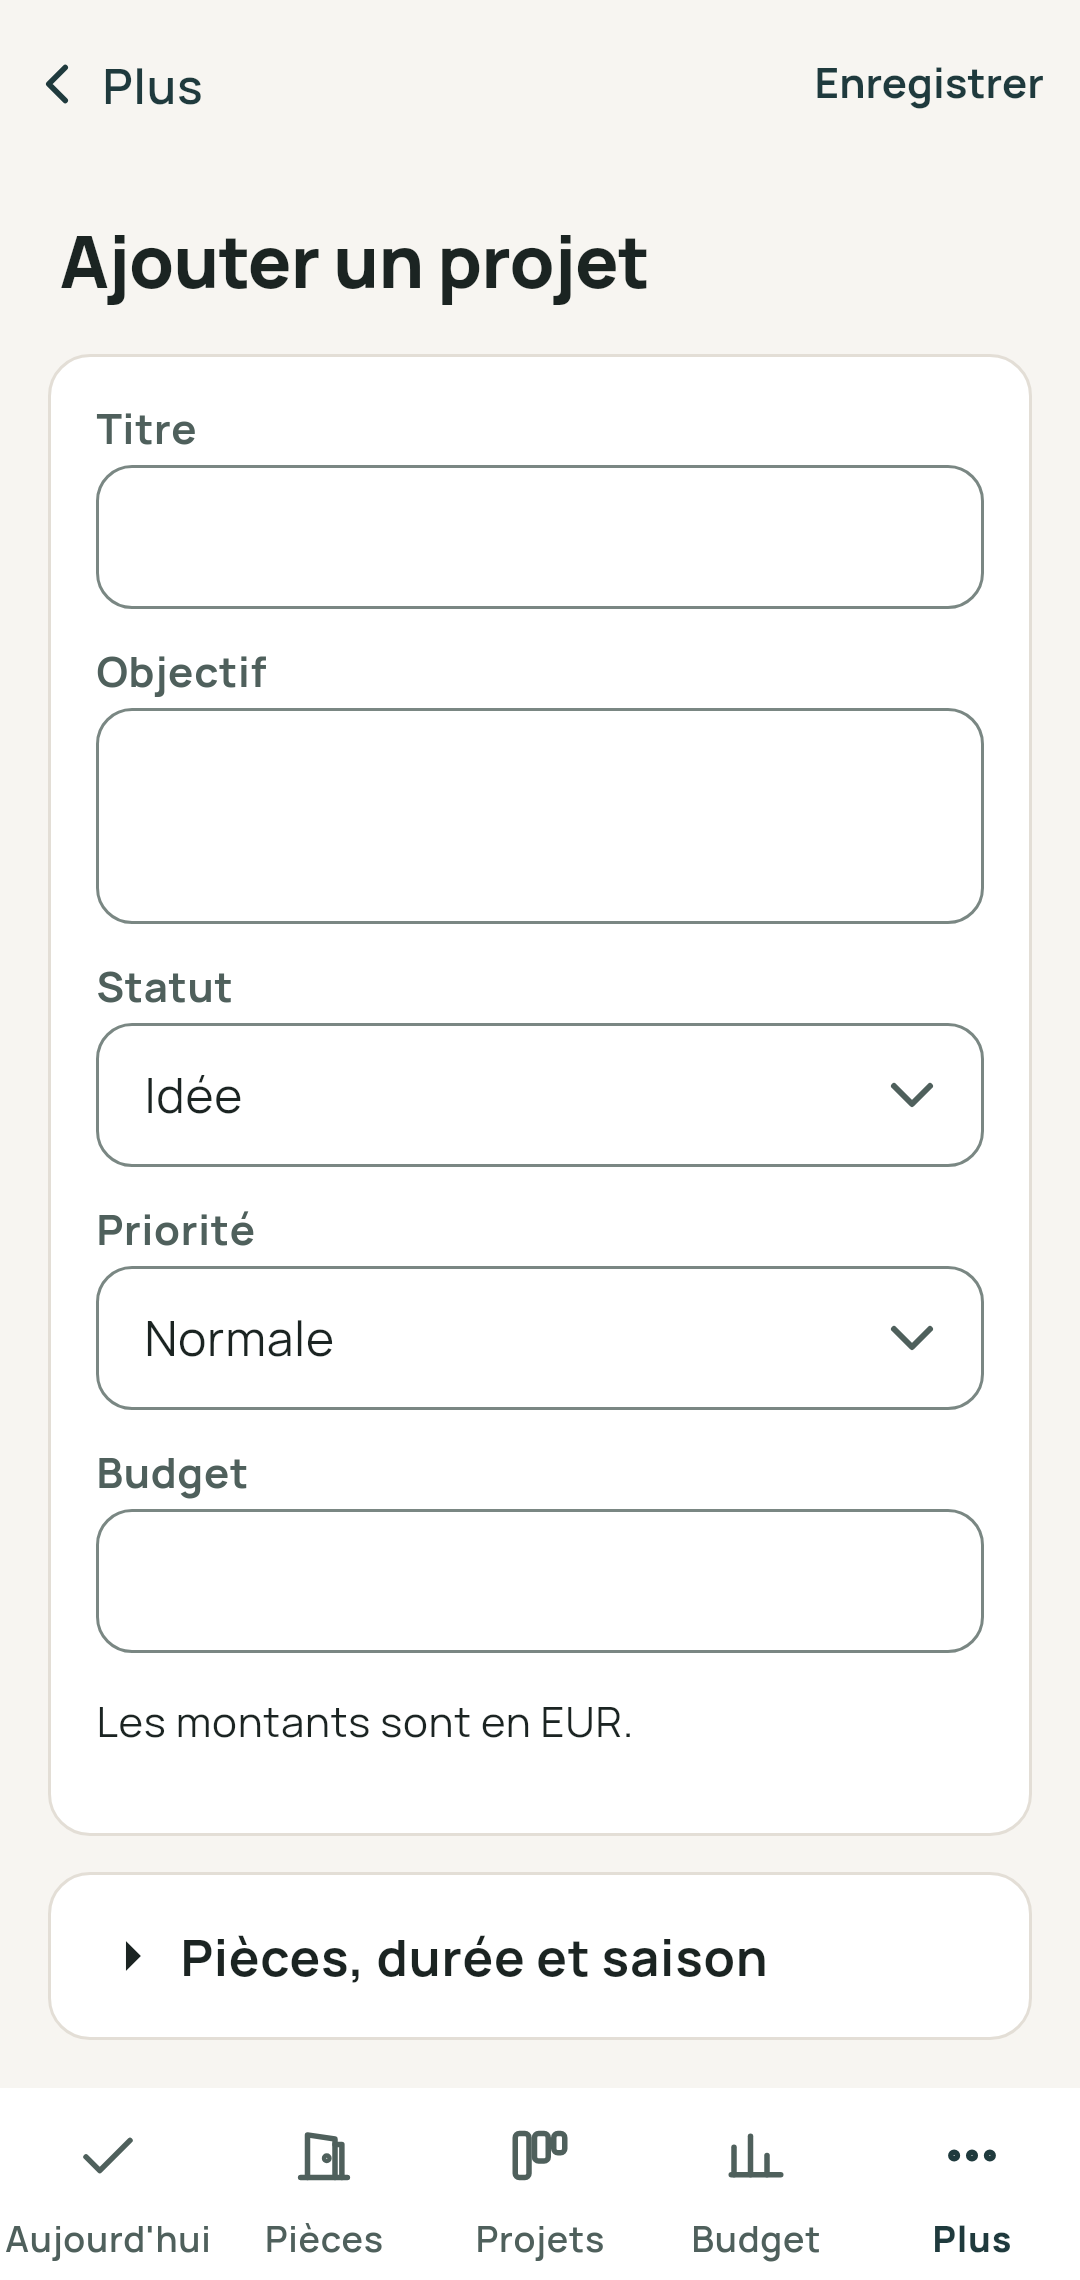 Plus
Enregistrer
Ajouter un projet
Titre
Objectif
Statut
Idée
Priorité
Normale
Budget
Les montants sont en EUR.
Pièces, durée et saison
Aujourd'hui
Pièces
Projets
Budget
Plus